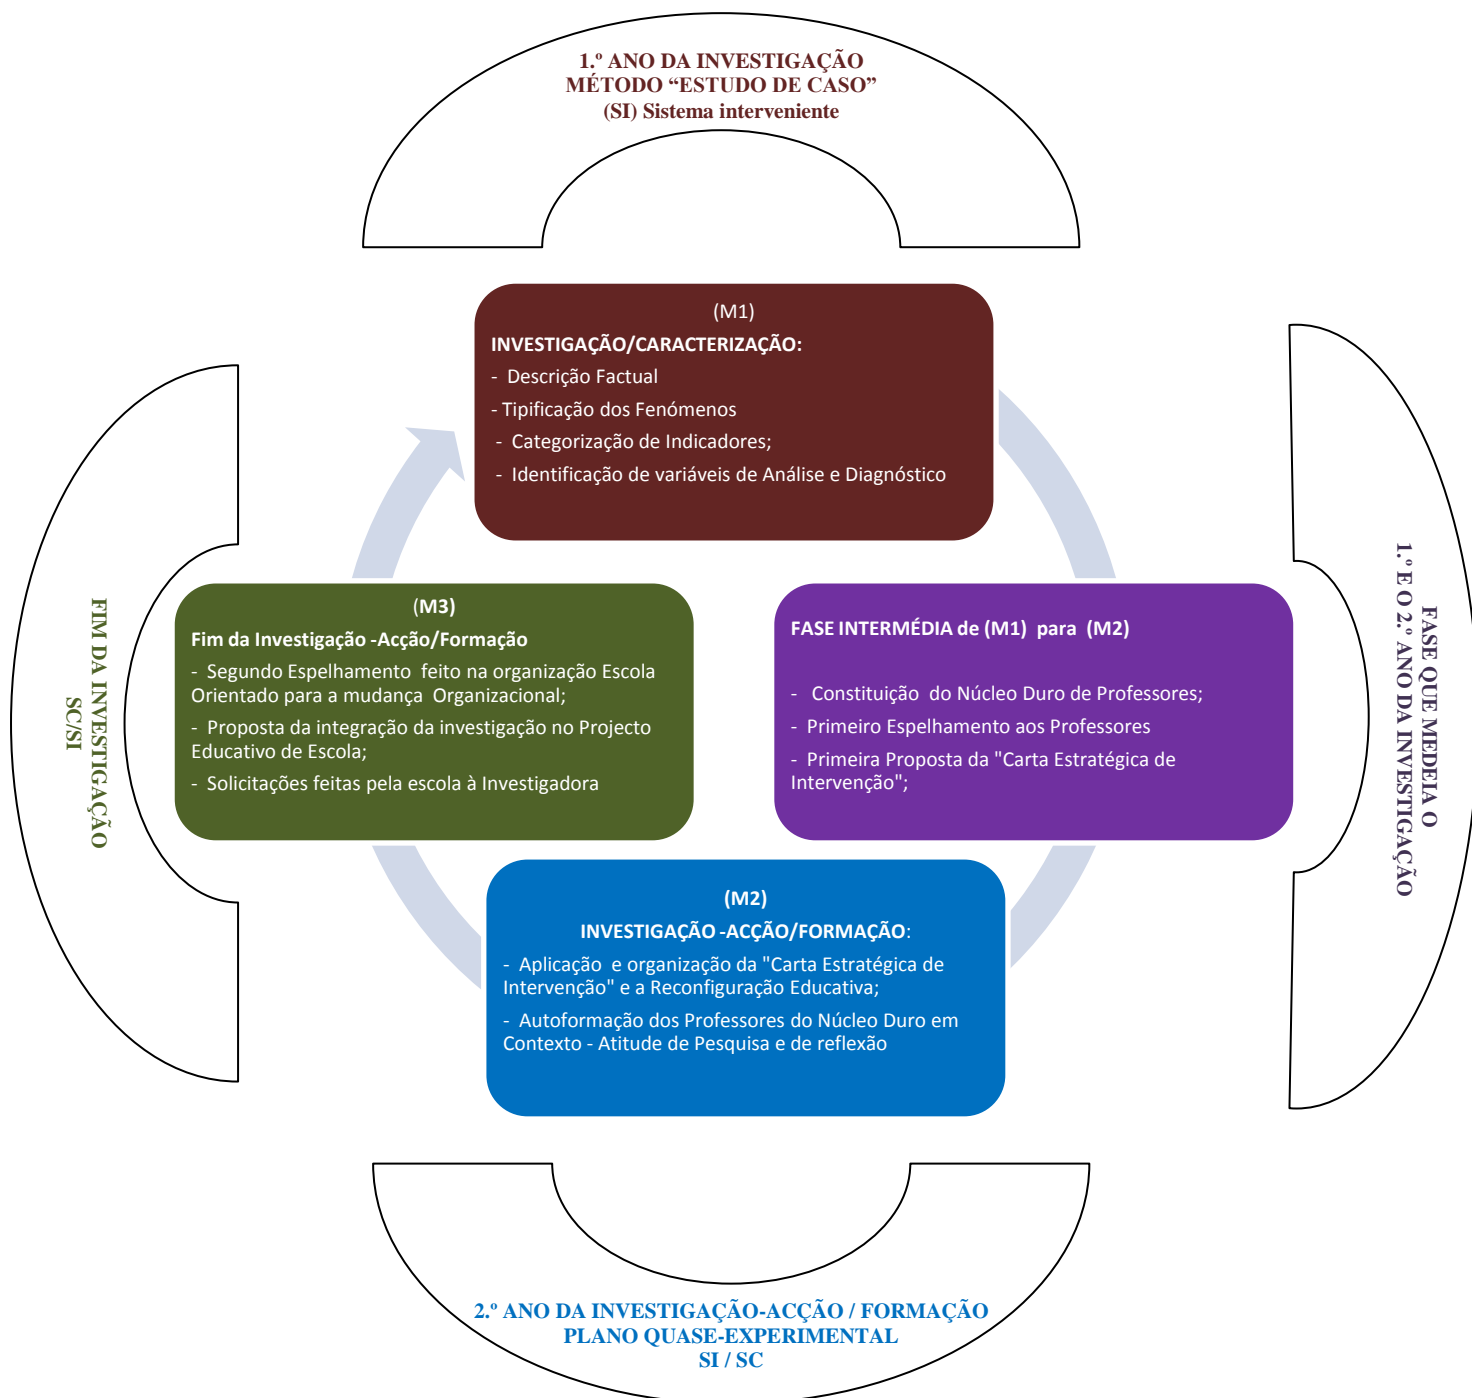 1.º ANO DA INVESTIGAÇÃO
MÉTODO “ESTUDO DE CASO”
(SI) Sistema interveniente
(M1)
INVESTIGAÇÃO/CARACTERIZAÇÃO:
- Descrição Factual
- Tipificação dos Fenómenos
- Categorização de Indicadores;
- Identificação de variáveis de Análise e Diagnóstico
FASE QUE MEDEIA O
1.º E O 2.º ANO DA INVESTIGAÇÃO
FASE INTERMÉDIA de (M1) para (M2)
- Constituição do Núcleo Duro de Professores;
- Primeiro Espelhamento aos Professores
- Primeira Proposta da "Carta Estratégica de
Intervenção";
(M2)
INVESTIGAÇÃO -ACÇÃO/FORMAÇÃO:
- Aplicação e organização da "Carta Estratégica de
Intervenção" e a Reconfiguração Educativa;
- Autoformação dos Professores do Núcleo Duro em
Contexto - Atitude de Pesquisa e de reflexão
2.º ANO DA INVESTIGAÇÃO-ACÇÃO / FORMAÇÃO
PLANO QUASE-EXPERIMENTAL
SI / SC
(M3)
Fim da Investigação -Acção/Formação
- Segundo Espelhamento feito na organização Escola
Orientado para a mudança Organizacional;
- Proposta da integração da investigação no Projecto
Educativo de Escola;
- Solicitações feitas pela escola à Investigadora
FIM DA INVESTIGAÇÃO
SC/SI